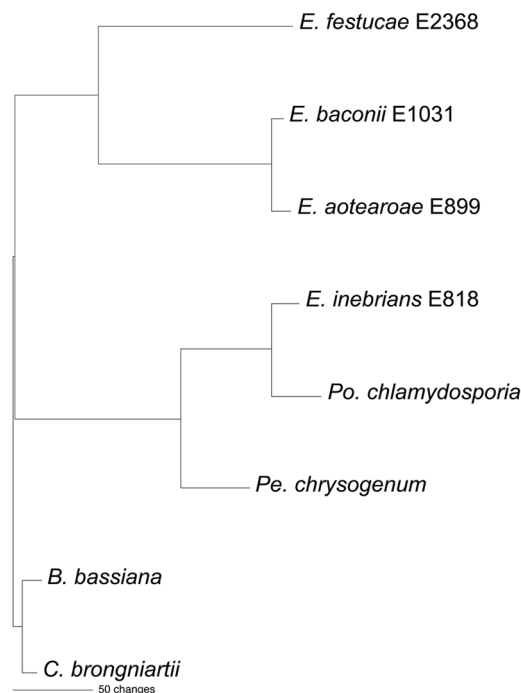 E. festucae E2368
E. baconii E1031
E. aotearoae E899
E. inebrians E818
Po. chlamydosporia
Pe. chrysogenum
B. bassiana
C. brongniartii
50 changes